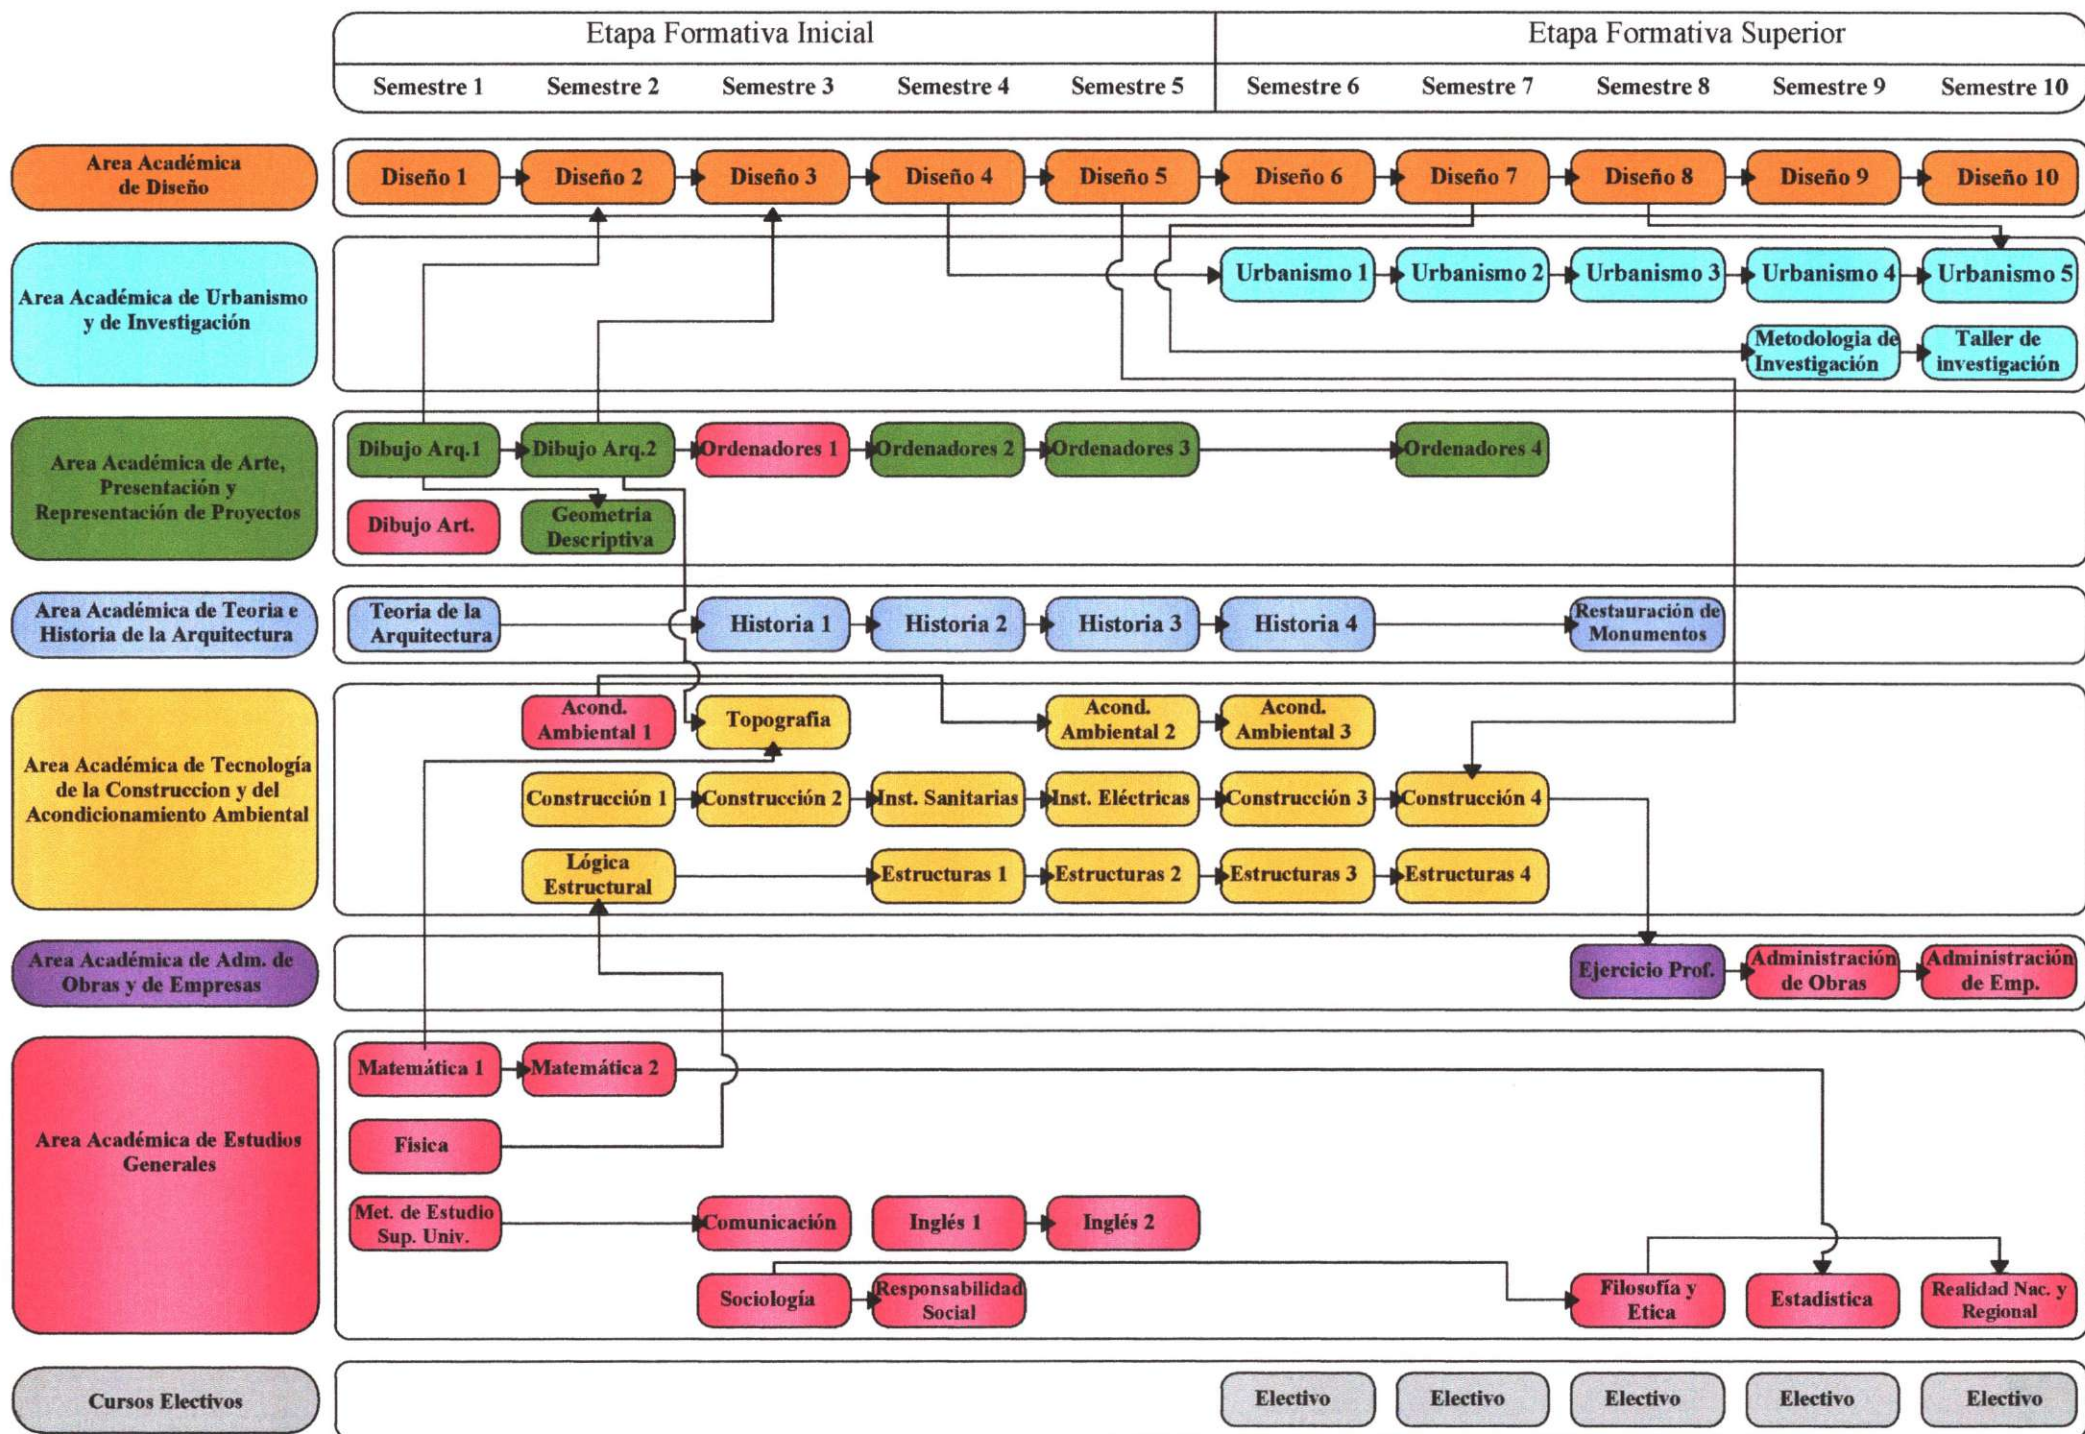 Etapa Formativa Inicial
Etapa Formativa Superior
Semestre 1
Semestre 2
Semestre 3
Semestre 4
Semestre 5
Semestre 6
Semestre 7
Semestre 8
Semestre 9
Semestre 10
Area Académica
de Diseño
Diseño 1
Diseño 2
Diseño 3
Diseño 4
Diseño 5
Diseño 6
Diseño 7
Diseño 8
Diseño 9
Diseño 10
Area Académica de Urbanismo
y de Investigación
Urbanismo 1
Urbanismo 2
Urbanismo 3
Urbanismo 4
Urbanismo 5
Metodologia de
Investigación
Taller de
investigación
Area Académica de Arte,
Presentación y
Representación de Proyectos
Dibujo Arq.1
Dibujo Arq.2
Ordenadores 1
Ordenadores 2
Ordenadores 3
Ordenadores 4
Dibujo Art.
Geometria
Descriptiva
Area Académica de Teoria e
Historia de la Arquitectura
Teoria de la
Arquitectura
Historia 1
Historia 2
Historia 3
Historia 4
Restauración de
Monumentos
Area Académica de Tecnología
de la Construccion y del
Acondicionamiento Ambiental
Acond.
Ambiental 1
Topografia
Acond.
Ambiental 2
Acond.
Ambiental 3
Construcción 1
Construcción 2
Inst. Sanitarias
Inst. Eléctricas
Construcción 3
Construcción 4
Lógica
Estructural
Estructuras 1
Estructuras 2
Estructuras 3
Estructuras 4
Area Académica de Adm. de
Obras y de Empresas
Ejercicio Prof.
Administración
de Obras
Administración
de Emp.
Area Académica de Estudios
Generales
Matemática 1
Matemática 2
Fisica
Met. de Estudio
Sup. Univ.
Comunicación
Inglés 1
Inglés 2
Sociología
Responsabilidad
Social
Filosofía y
Etica
Estadistica
Realidad Nac. y
Regional
Cursos Electivos
Electivo
Electivo
Electivo
Electivo
Electivo